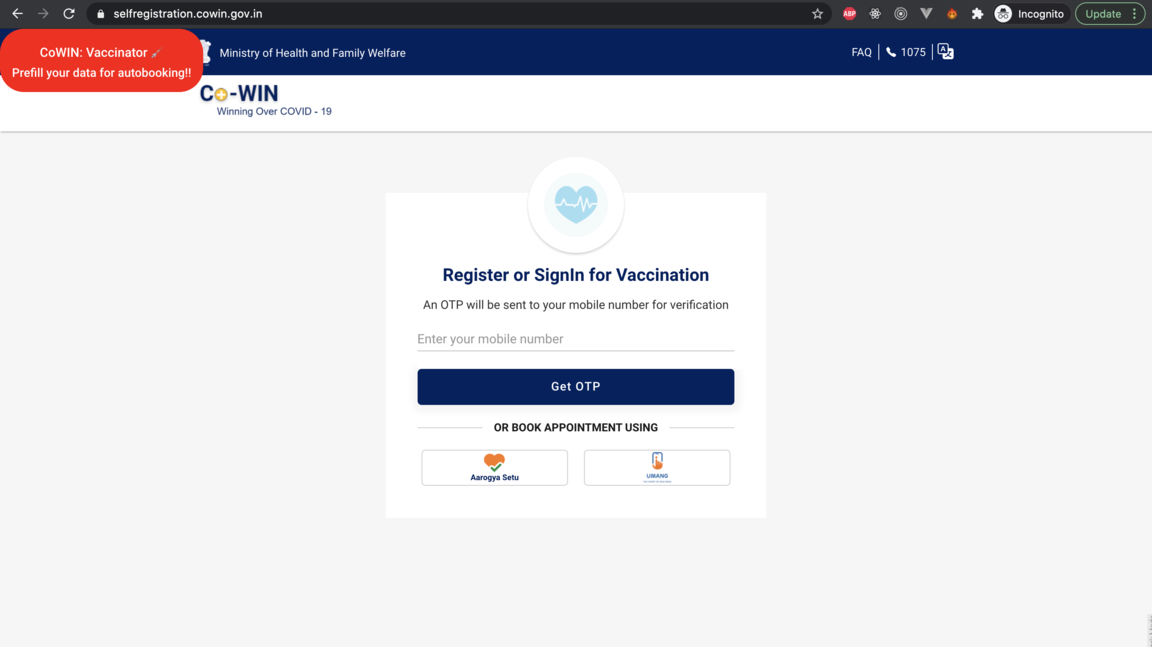 selfregistration.cowin.gov.in
ABP
Incognito
Update
CoWIN: Vaccinator
Prefill your data for autobooking!!
Ministry of Health and Family Welfare
FAQ
1075
Co-WIN
Winning Over COVID - 19
Register or SignIn for Vaccination
An OTP will be sent to your mobile number for verification
Enter your mobile number
Get OTP
OR BOOK APPOINTMENT USING
Aarogya Setu
UMANG